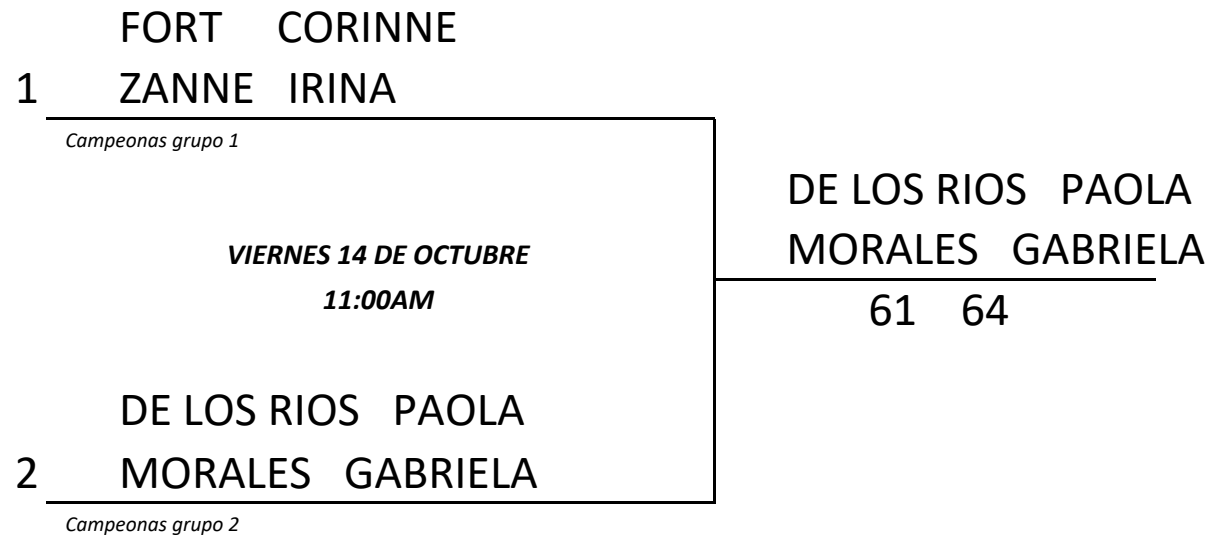 FORT CORINNE
1 ZANNE IRINA
Campeonas grupo 1
DE LOS RIOS PAOLA
MORALES GABRIELA
61 64
VIERNES 14 DE OCTUBRE
11:00AM
DE LOS RIOS PAOLA
2 MORALES GABRIELA
Campeonas grupo 2